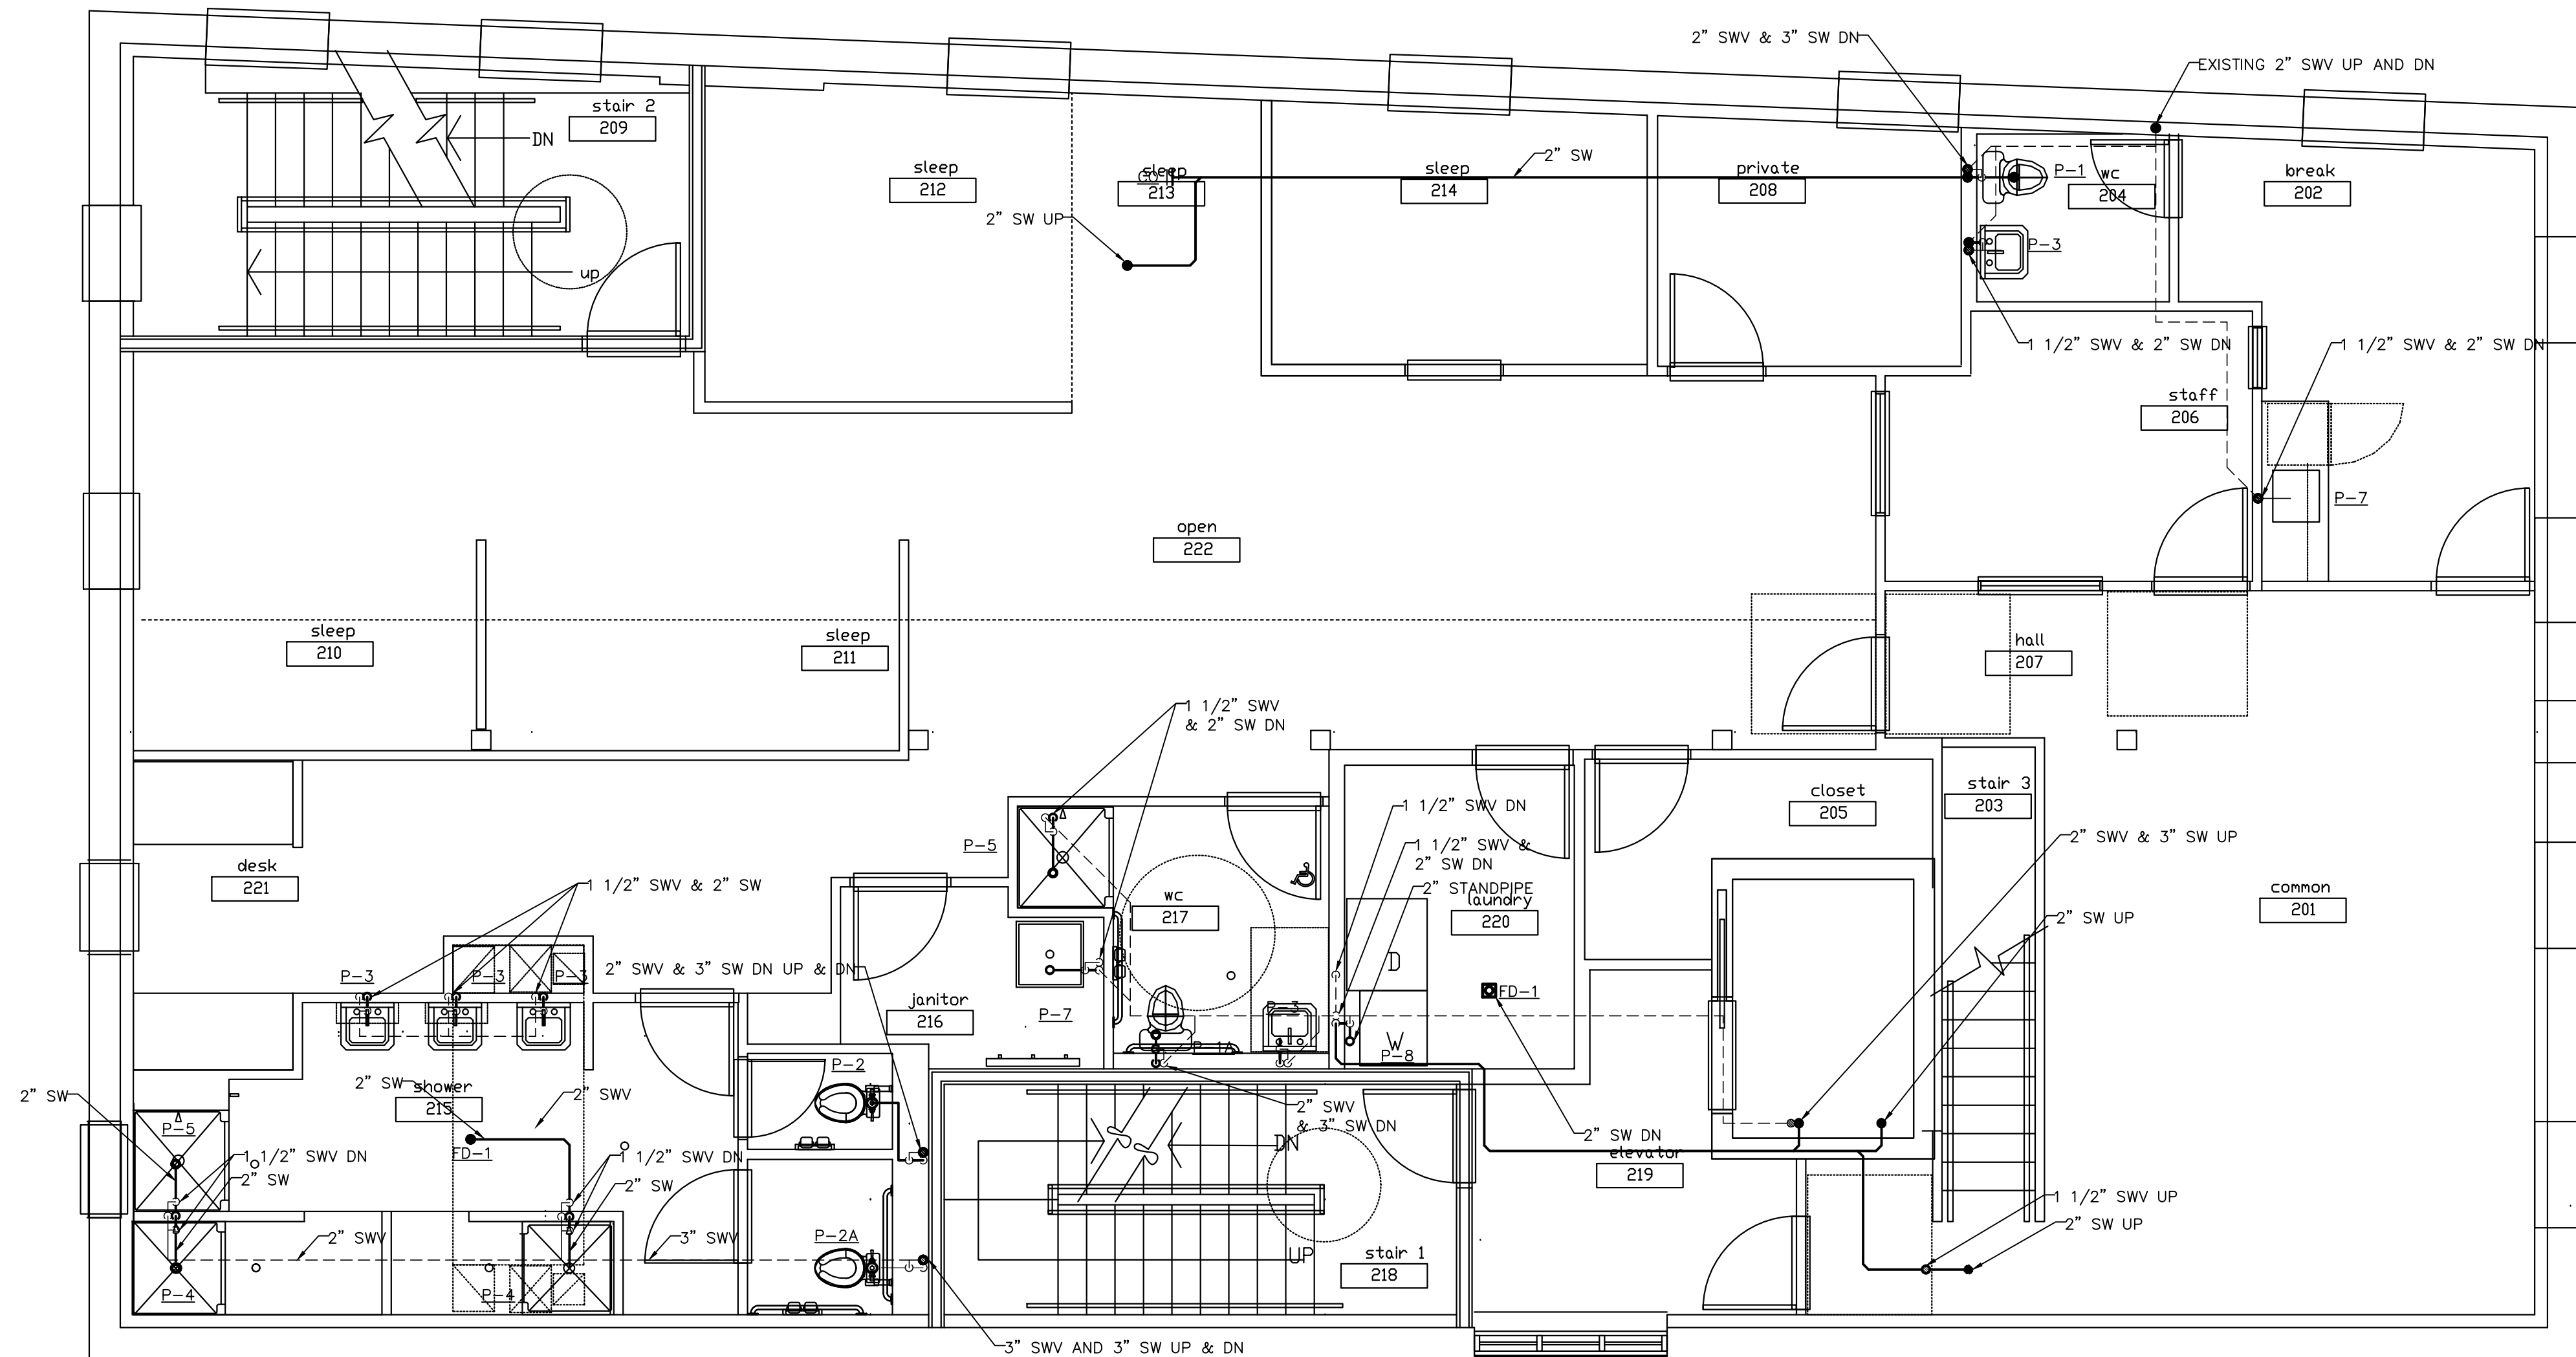 2” SWV & 3” SW DN
EXISTING 2” SWV UP AND DN
stair 2
209
DN
up
sleep
212
sleep
213
CO
2” SW UP
sleep
214
2” SW
private
208
P-1
wc
204
P-3
break
202
1 1/2” SWV & 2” SW DN
1 1/2” SWV & 2” SW DN
staff
206
P-7
open
222
sleep
210
sleep
211
hall
207
1 1/2” SWV
& 2” SW DN
closet
205
stair 3
203
1 1/2” SWV DN
2” SWV & 3” SW UP
P-5
1 1/2” SWV &
2” SW DN
desk
221
1 1/2” SWV & 2” SW
2” STANDPIPE
laundry
220
wc
217
common
201
2” SW UP
P-3
P-3
P-3
2” SWV & 3” SW DN UP & DN
D
FD-1
janitor
216
P-7
P-3
P-1A
W
P-8
P-2
2” SW
2” SW
shower
215
2” SWV
2” SWV
& 3” SW DN
P-5
2” SW DN
DN
FD-1
1 1/2” SWV DN
2” SW
1 1/2” SWV DN
2” SW
elevator
219
1 1/2” SWV UP
2” SW UP
2” SWV
3” SWV
P-2A
UP
stair 1
218
P-4
P-4
3” SWV AND 3” SW UP & DN